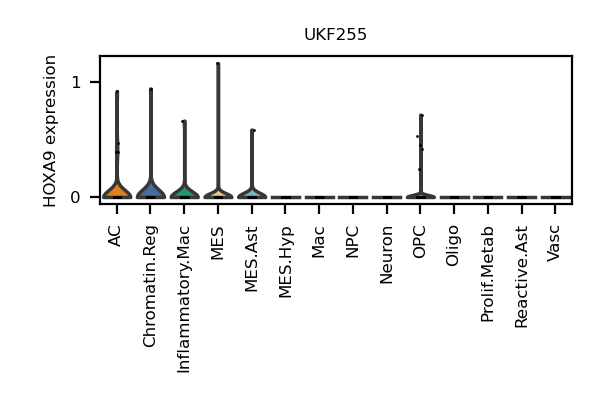 UKF255
HOXA9 expression
1
0
AC
Chromatin.Reg
Inflammatory.Mac
MES
MES.Ast
MES.Hyp
Mac
NPC
Neuron
OPC
Oligo
Prolif.Metab
Reactive.Ast
Vasc